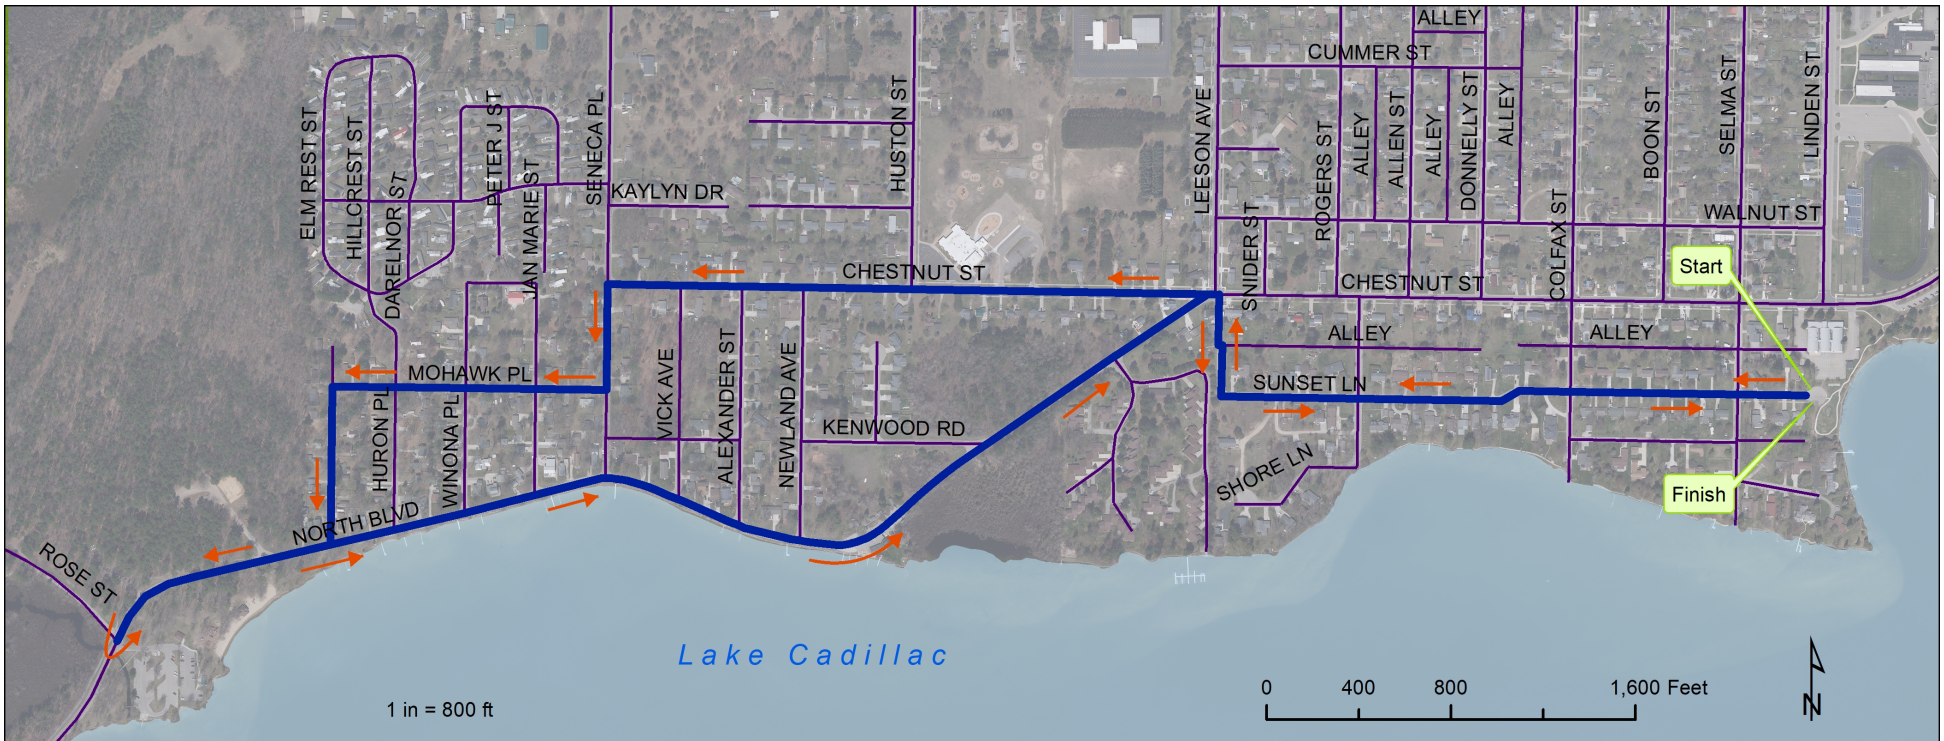 ALLEY
CUMMER ST
ELM REST ST
HILLCREST ST
DARELNOR ST
PETER J ST
JAN MARIE ST
SENECA PL
KAYLYN DR
HUSTON ST
LEESON AVE
SNIDER ST
ROGERS ST
ALLEY
ALLEN ST
ALLEY
DONNELLY ST
ALLEY
COLFAX ST
BOON ST
SELMA ST
LINDEN ST
WALNUT ST
Start
CHESTNUT ST
CHESTNUT ST
ALLEY
ALLEY
MOHAWK PL
SUNSET LN
HURON PL
WINONA PL
VICK AVE
ALEXANDER ST
NEWLAND AVE
KENWOOD RD
SHORE LN
Finish
NORTH BLVD
ROSE ST
Lake Cadillac
1 in = 800 ft
0 400 800 1,600 Feet
N